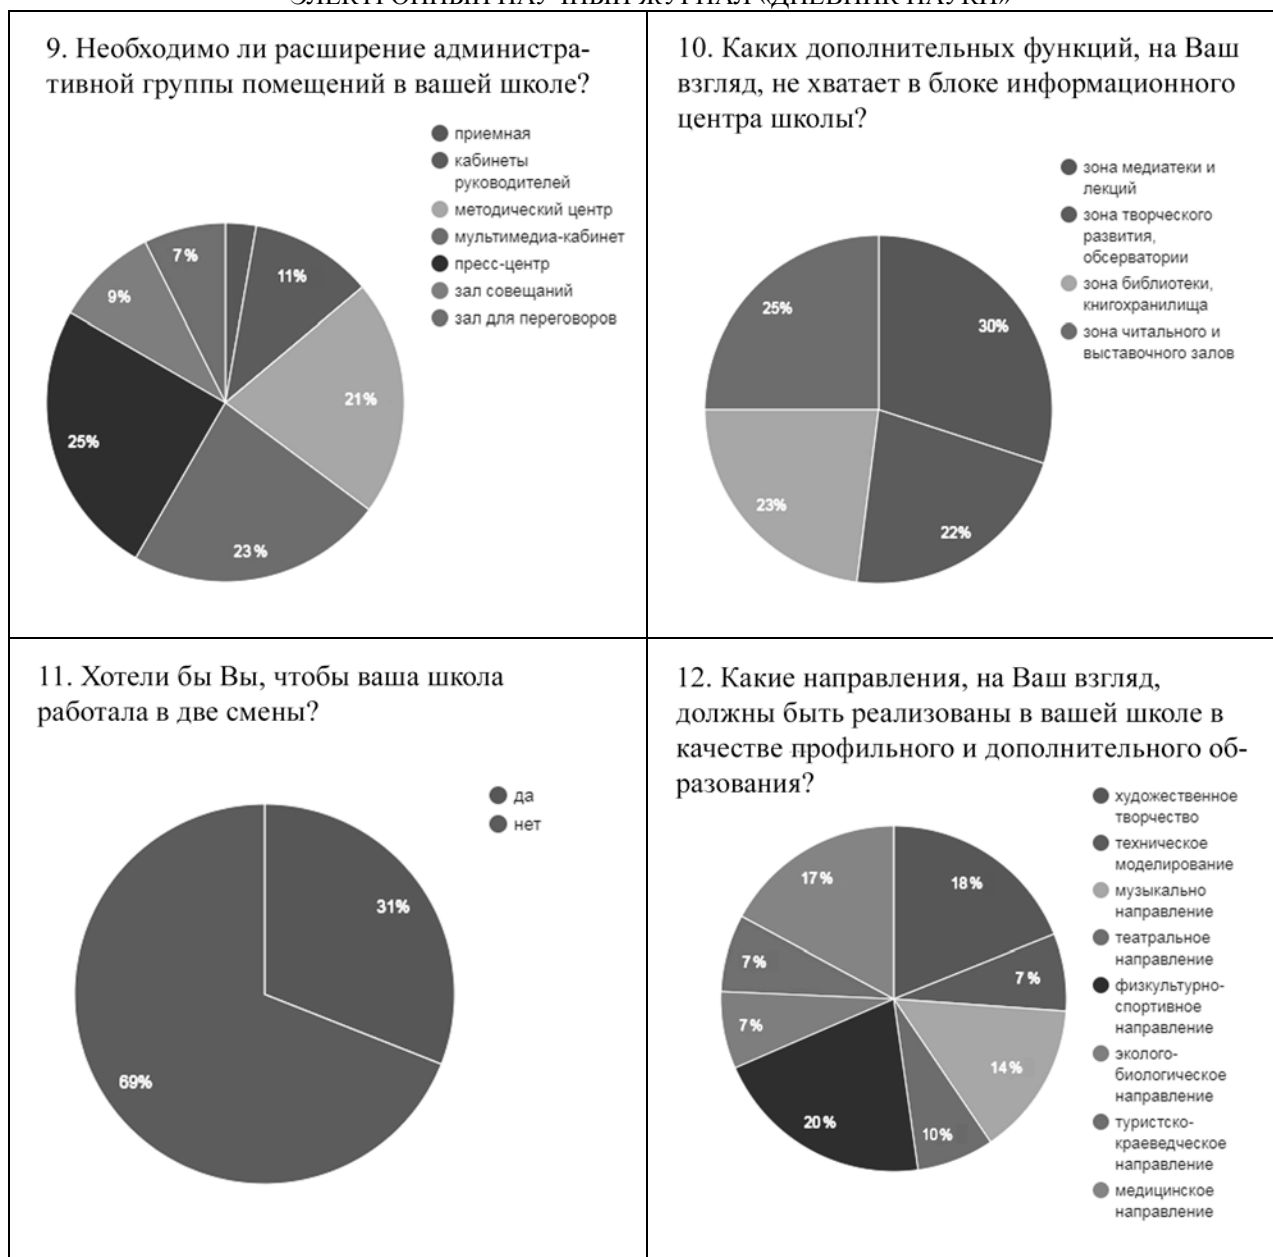 ЭЛЕКТРОННЫЙ НАУЧНЫЙ ЖУРНАЛ «ДНЕВНИК НАУКИ»
9. Необходимо ли расширение администра-
тивной группы помещений в вашей школе?
приемная
кабинеты
руководителей
методический центр
мультимедиа-кабинет
пресс-центр
зал совещаний
зал для переговоров
7%
11%
9%
21%
25%
23%
10. Каких дополнительных функций, на Ваш
взгляд, не хватает в блоке информационного
центра школы?
зона медиатеки и
лекций
зона творческого
развития,
обсерватории
зона библиотеки,
книгохранилища
зона читального и
выставочного залов
25%
30%
23%
22%
11. Хотели бы Вы, чтобы ваша школа
работала в две смены?
да
нет
31%
69%
12. Какие направления, на Ваш взгляд,
должны быть реализованы в вашей школе в
качестве профильного и дополнительного об-
разования?
художественное
творчество
техническое
моделирование
музыкально
направление
театральное
направление
физкультурно-
спортивное
направление
эколого-
биологическое
направление
туристско-
краеведческое
направление
медицинское
направление
17%
18%
7%
7%
7%
14%
20%
10%